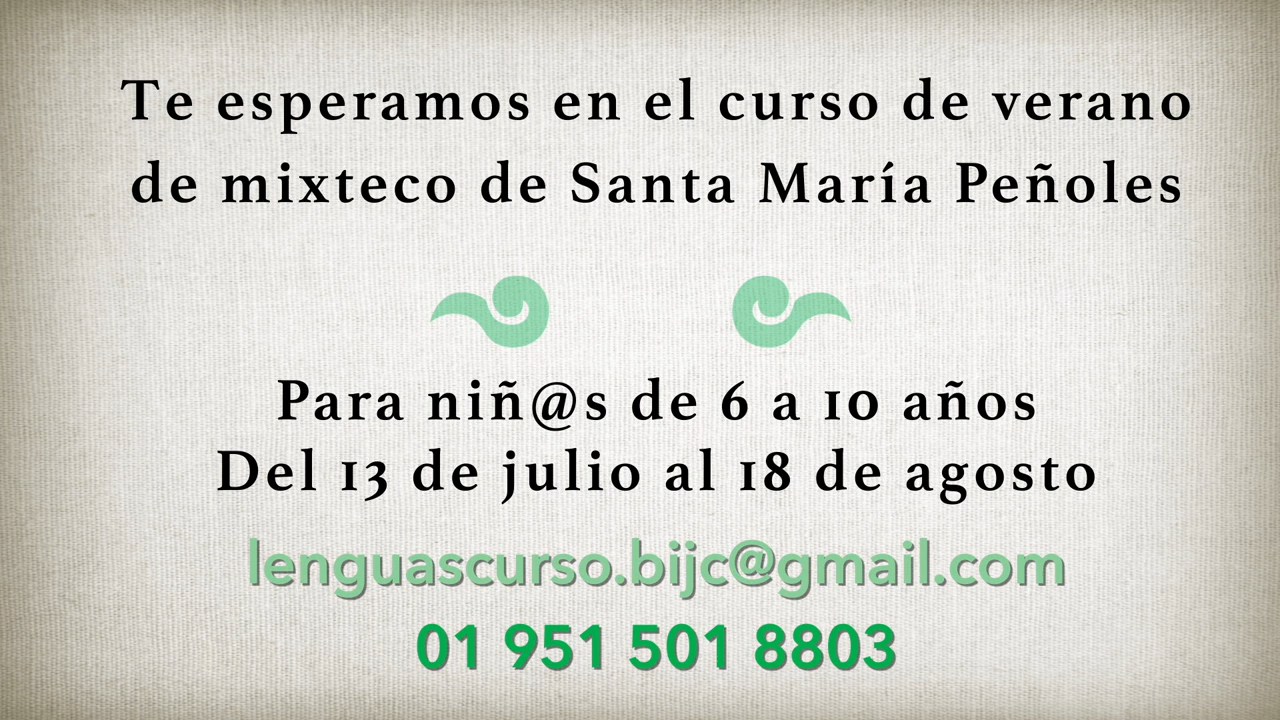 Te esperamos en el curso de verano
de mixteco de Santa María Peñoles
Para niñ@s de 6 a 10 años
Del 13 de julio al 18 de agosto
lenguascurso.bijc@gmail.com
01 951 501 8803